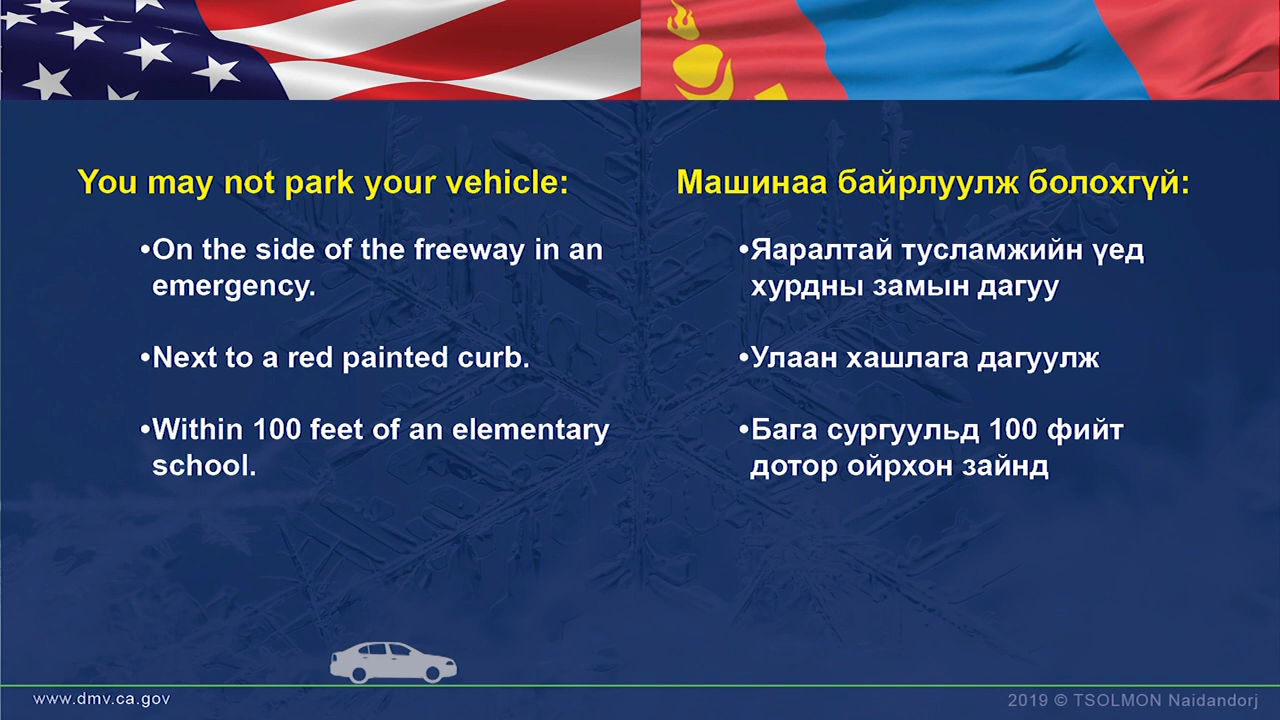 You may not park your vehicle:
•On the side of the freeway in an
emergency.
•Next to a red painted curb.
•Within 100 feet of an elementary
school.
Машинаа байрлуулж болохгүй:
•Яаралтай тусламжийн үед
хурдны замын дагуу
•Улаан хашлага дагуулж
•Бага сургуульд 100 фийт
дотор ойрхон зайнд
www.dmv.ca.gov
2019 © TSOLMON Naidandorj